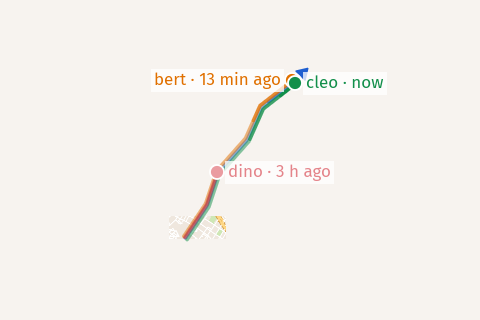 bert · 13 min ago
cleo · now
dino · 3 h ago